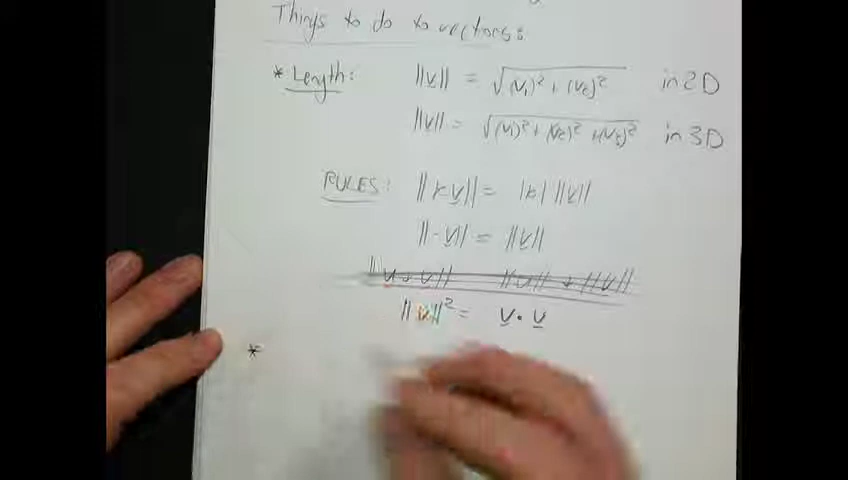 Things to do to vectors:
* Length: ||v|| = √(v₁)² + (v₂)² in 2D
||v|| = √(v₁)² + (v₂)² + (v₃)² in 3D
RULES: ||kv|| = |k| ||v||
||-v|| = ||v||
||u + v|| ||u|| + ||v||
||v||² = v · v
*